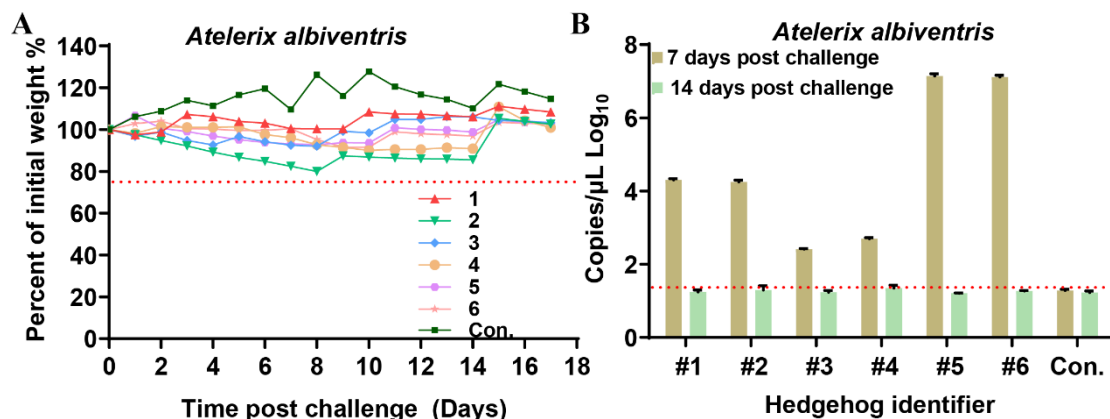 A
Atelerix albiventris
Percent of initial weight %
140
120
100
80
60
40
20
0
1
2
3
4
5
6
Con.
0 2 4 6 8 10 12 14 16 18
Time post challenge (Days)
B
Atelerix albiventris
7 days post challenge
14 days post challenge
Copies/μL Log10
8
6
4
2
0
#1 #2 #3 #4 #5 #6 Con.
Hedgehog identifier